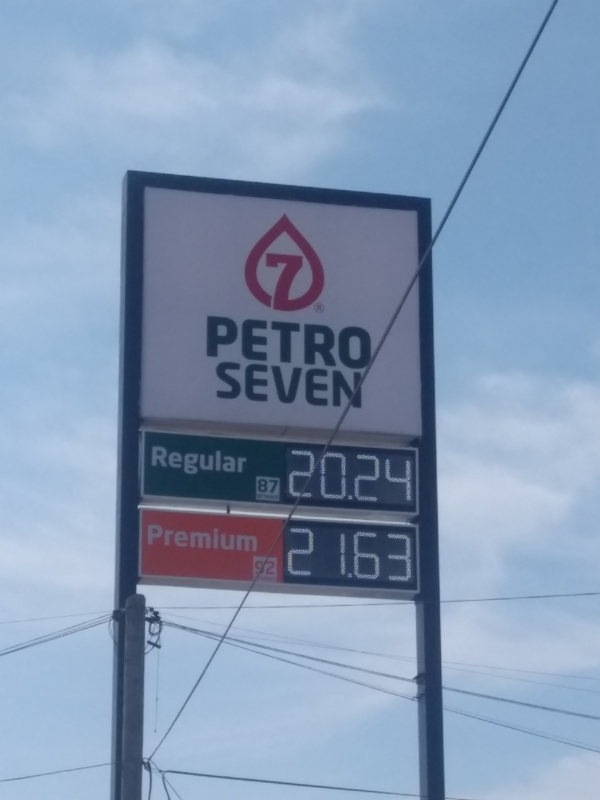 7
®
PETRO
SEVEN
Regular
87
20.24
Premium
92
21.63